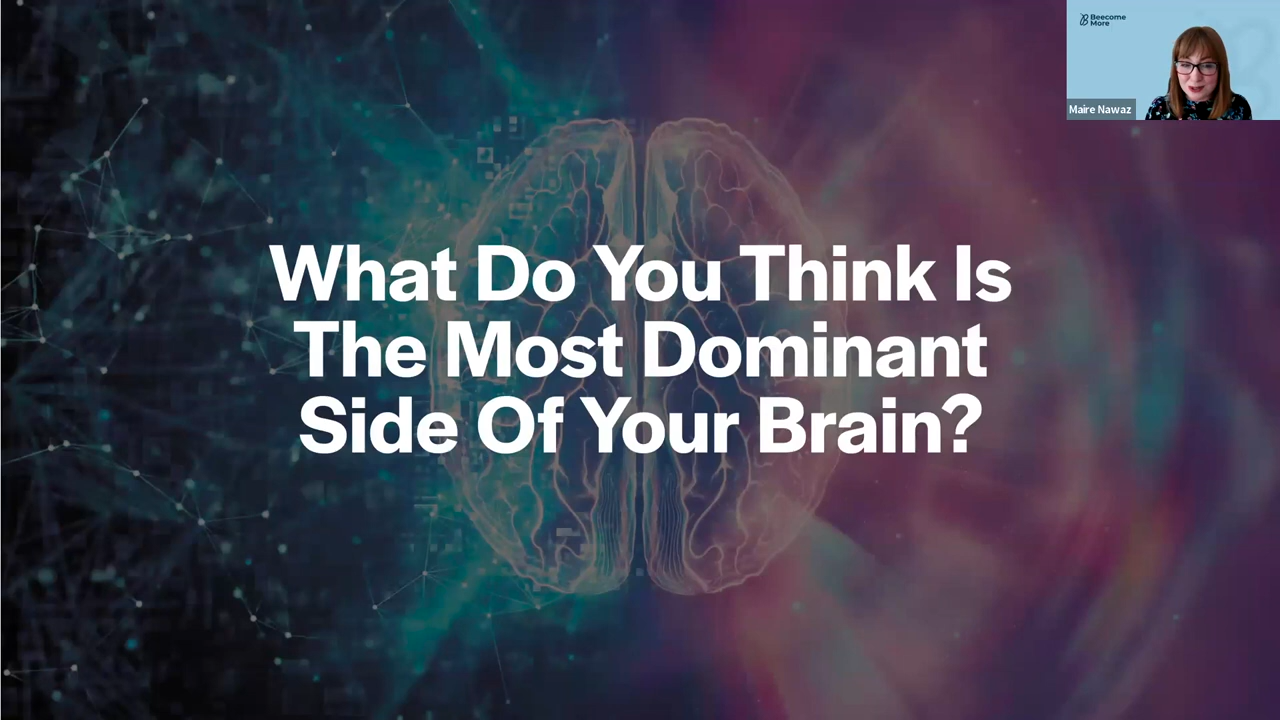 Beecome
More
Maire Nawaz
What Do You Think Is
The Most Dominant
Side Of Your Brain?